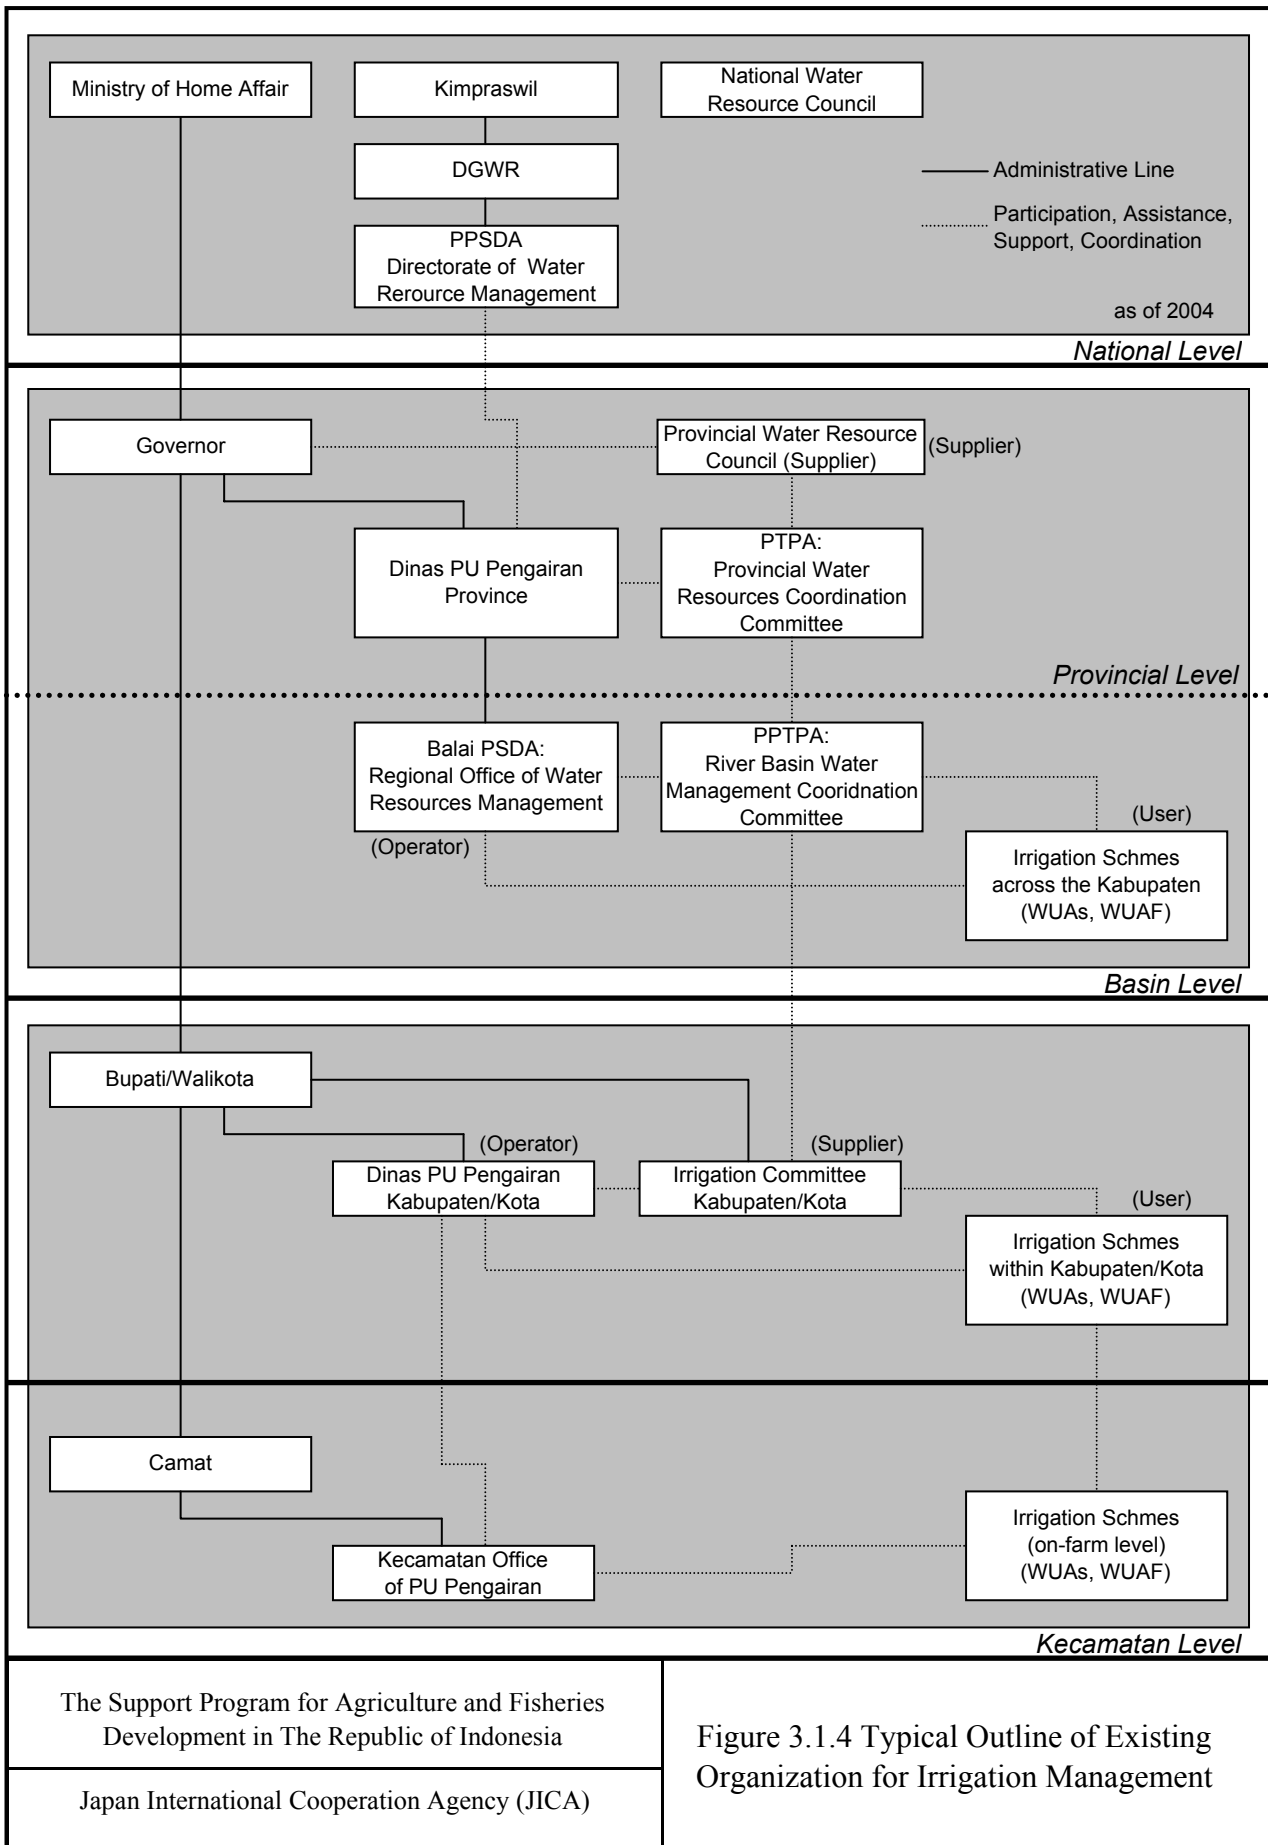 Ministry of Home Affair
Kimpraswil
National Water
Resource Council
DGWR
Administrative Line
PPSDA
Directorate of  Water
Rerource Management
Participation, Assistance,
Support, Coordination
as of 2004
National Level
Governor
Provincial Water Resource
Council (Supplier)
(Supplier)
Dinas PU Pengairan
Province
PTPA:
Provincial Water
Resources Coordination
Committee
Provincial Level
Balai PSDA:
Regional Office of Water
Resources Management
(Operator)
PPTPA:
River Basin Water
Management Cooridnation
Committee
(User)
Irrigation Schmes
across the Kabupaten
(WUAs, WUAF)
Basin Level
Bupati/Walikota
(Operator)
Dinas PU Pengairan
Kabupaten/Kota
(Supplier)
Irrigation Committee
Kabupaten/Kota
(User)
Irrigation Schmes
within Kabupaten/Kota
(WUAs, WUAF)
Camat
Kecamatan Office
of PU Pengairan
Irrigation Schmes
(on-farm level)
(WUAs, WUAF)
Kecamatan Level
The Support Program for Agriculture and Fisheries
Development in The Republic of Indonesia
Japan International Cooperation Agency (JICA)
Figure 3.1.4 Typical Outline of Existing
Organization for Irrigation Management